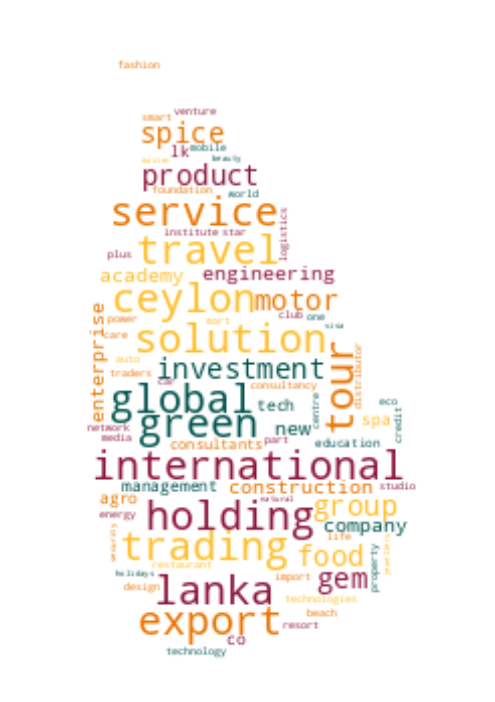 fashion
venture
smart
spice
lk
mobile
beauty
master
product
foundation
world
service
logistics
institute
star
travel
plus
academy
engineering
ceylon
motor
enterprise
power
mart
club
one
visa
care
solution
tour
distributor
auto
investment
traders
car
consultancy
global
tech
centre
eco
credit
green
new
spa
network
media
consultants
part
education
international
management
construction
natural
studio
agro
energy
holding
group
company
security
trading
life
jewellery
food
property
restaurant
holidays
lanka
import
gem
design
technologies
export
beach
resort
co
technology